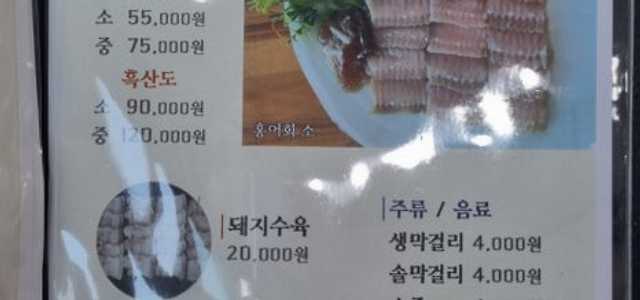 소 55,000원
중 75,000원
흑산도
소 90,000원
중 120,000원
홍어회 소
돼지수육
20,000원
주류 / 음료
생막걸리 4,000원
솔막걸리 4,000원